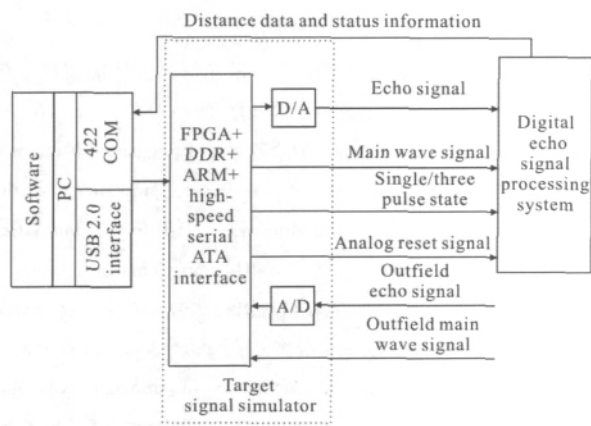 Distance data and status information
Software
PC
422
COM
USB 2.0
interface
FPGA+
DDR+
ARM+
high-
speed
serial
ATA
interface
D/A
A/D
Echo signal
Main wave signal
Single/three
pulse state
Analog reset signal
Outfield
echo signal
Outfield main
wave signal
Digital
echo
signal
processing
system
Target
signal simulator